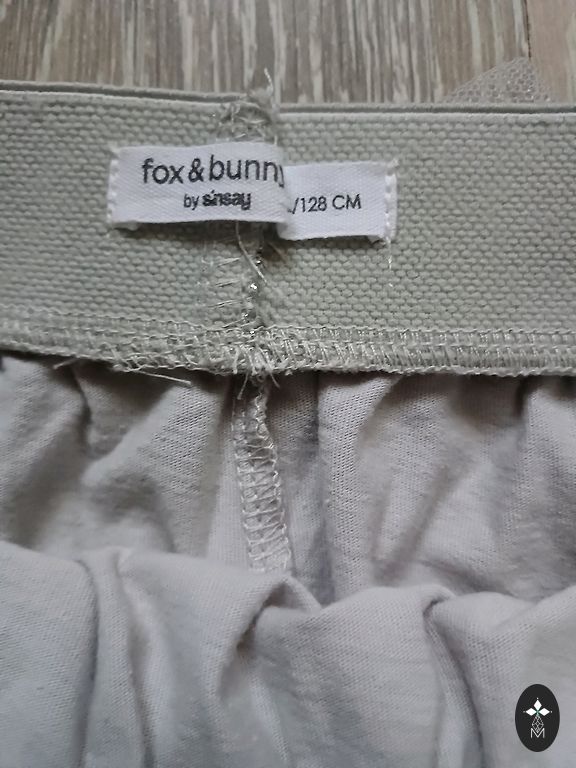 fox & bunny
by sinsay
/128 CM
M